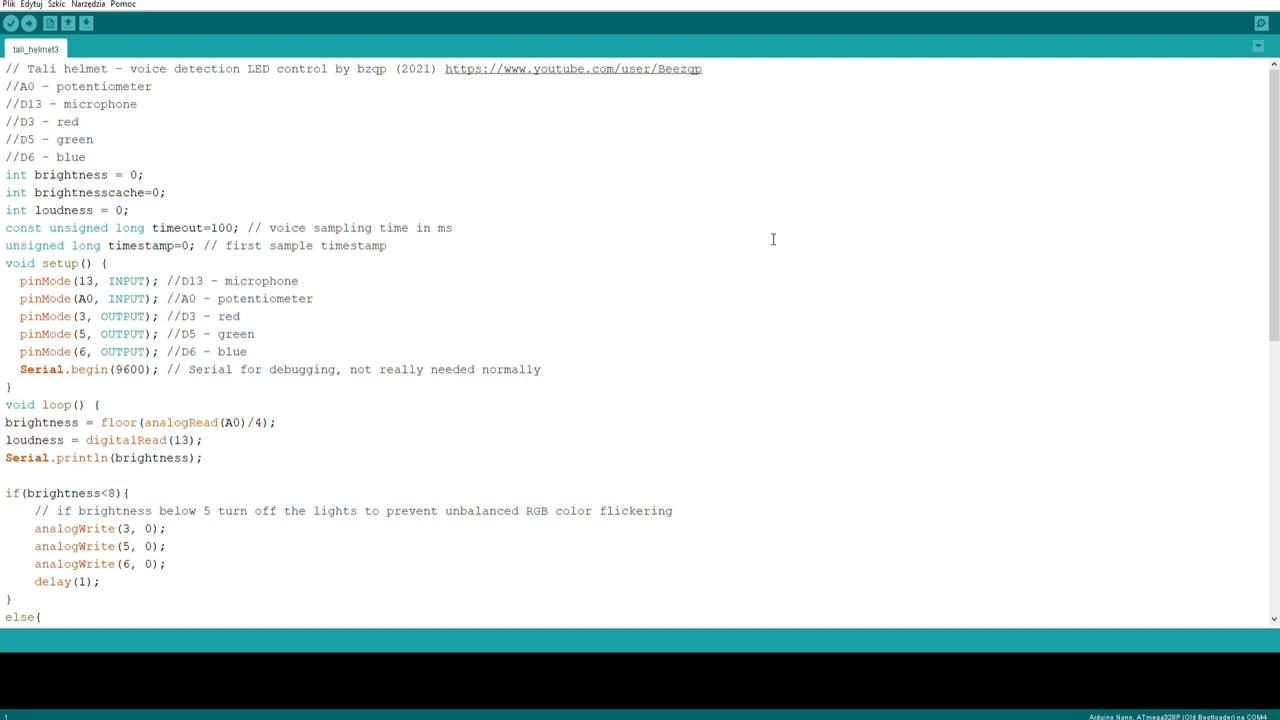 Plik Edytuj Szkic Narzędzia Pomoc
tali_helmet3
// Tali helmet - voice detection LED control by bzqp (2021) https://www.youtube.com/user/Beezqp
//A0 - potentiometer
//D13 - microphone
//D3 - red
//D5 - green
//D6 - blue
int brightness = 0;
int brightnesscache=0;
int loudness = 0;
const unsigned long timeout=100; // voice sampling time in ms
unsigned long timestamp=0; // first sample timestamp
void setup() {
  pinMode(13, INPUT); //D13 - microphone
  pinMode(A0, INPUT); //A0 - potentiometer
  pinMode(3, OUTPUT); //D3 - red
  pinMode(5, OUTPUT); //D5 - green
  pinMode(6, OUTPUT); //D6 - blue
  Serial.begin(9600); // Serial for debugging, not really needed normally
}
void loop() {
brightness = floor(analogRead(A0)/4);
loudness = digitalRead(13);
Serial.println(brightness);
if(brightness<8){
    // if brightness below 5 turn off the lights to prevent unbalanced RGB color flickering
    analogWrite(3, 0);
    analogWrite(5, 0);
    analogWrite(6, 0);
    delay(1);
}
else{
1
Arduino Nano, ATmega328P (Old Bootloader) na COM4